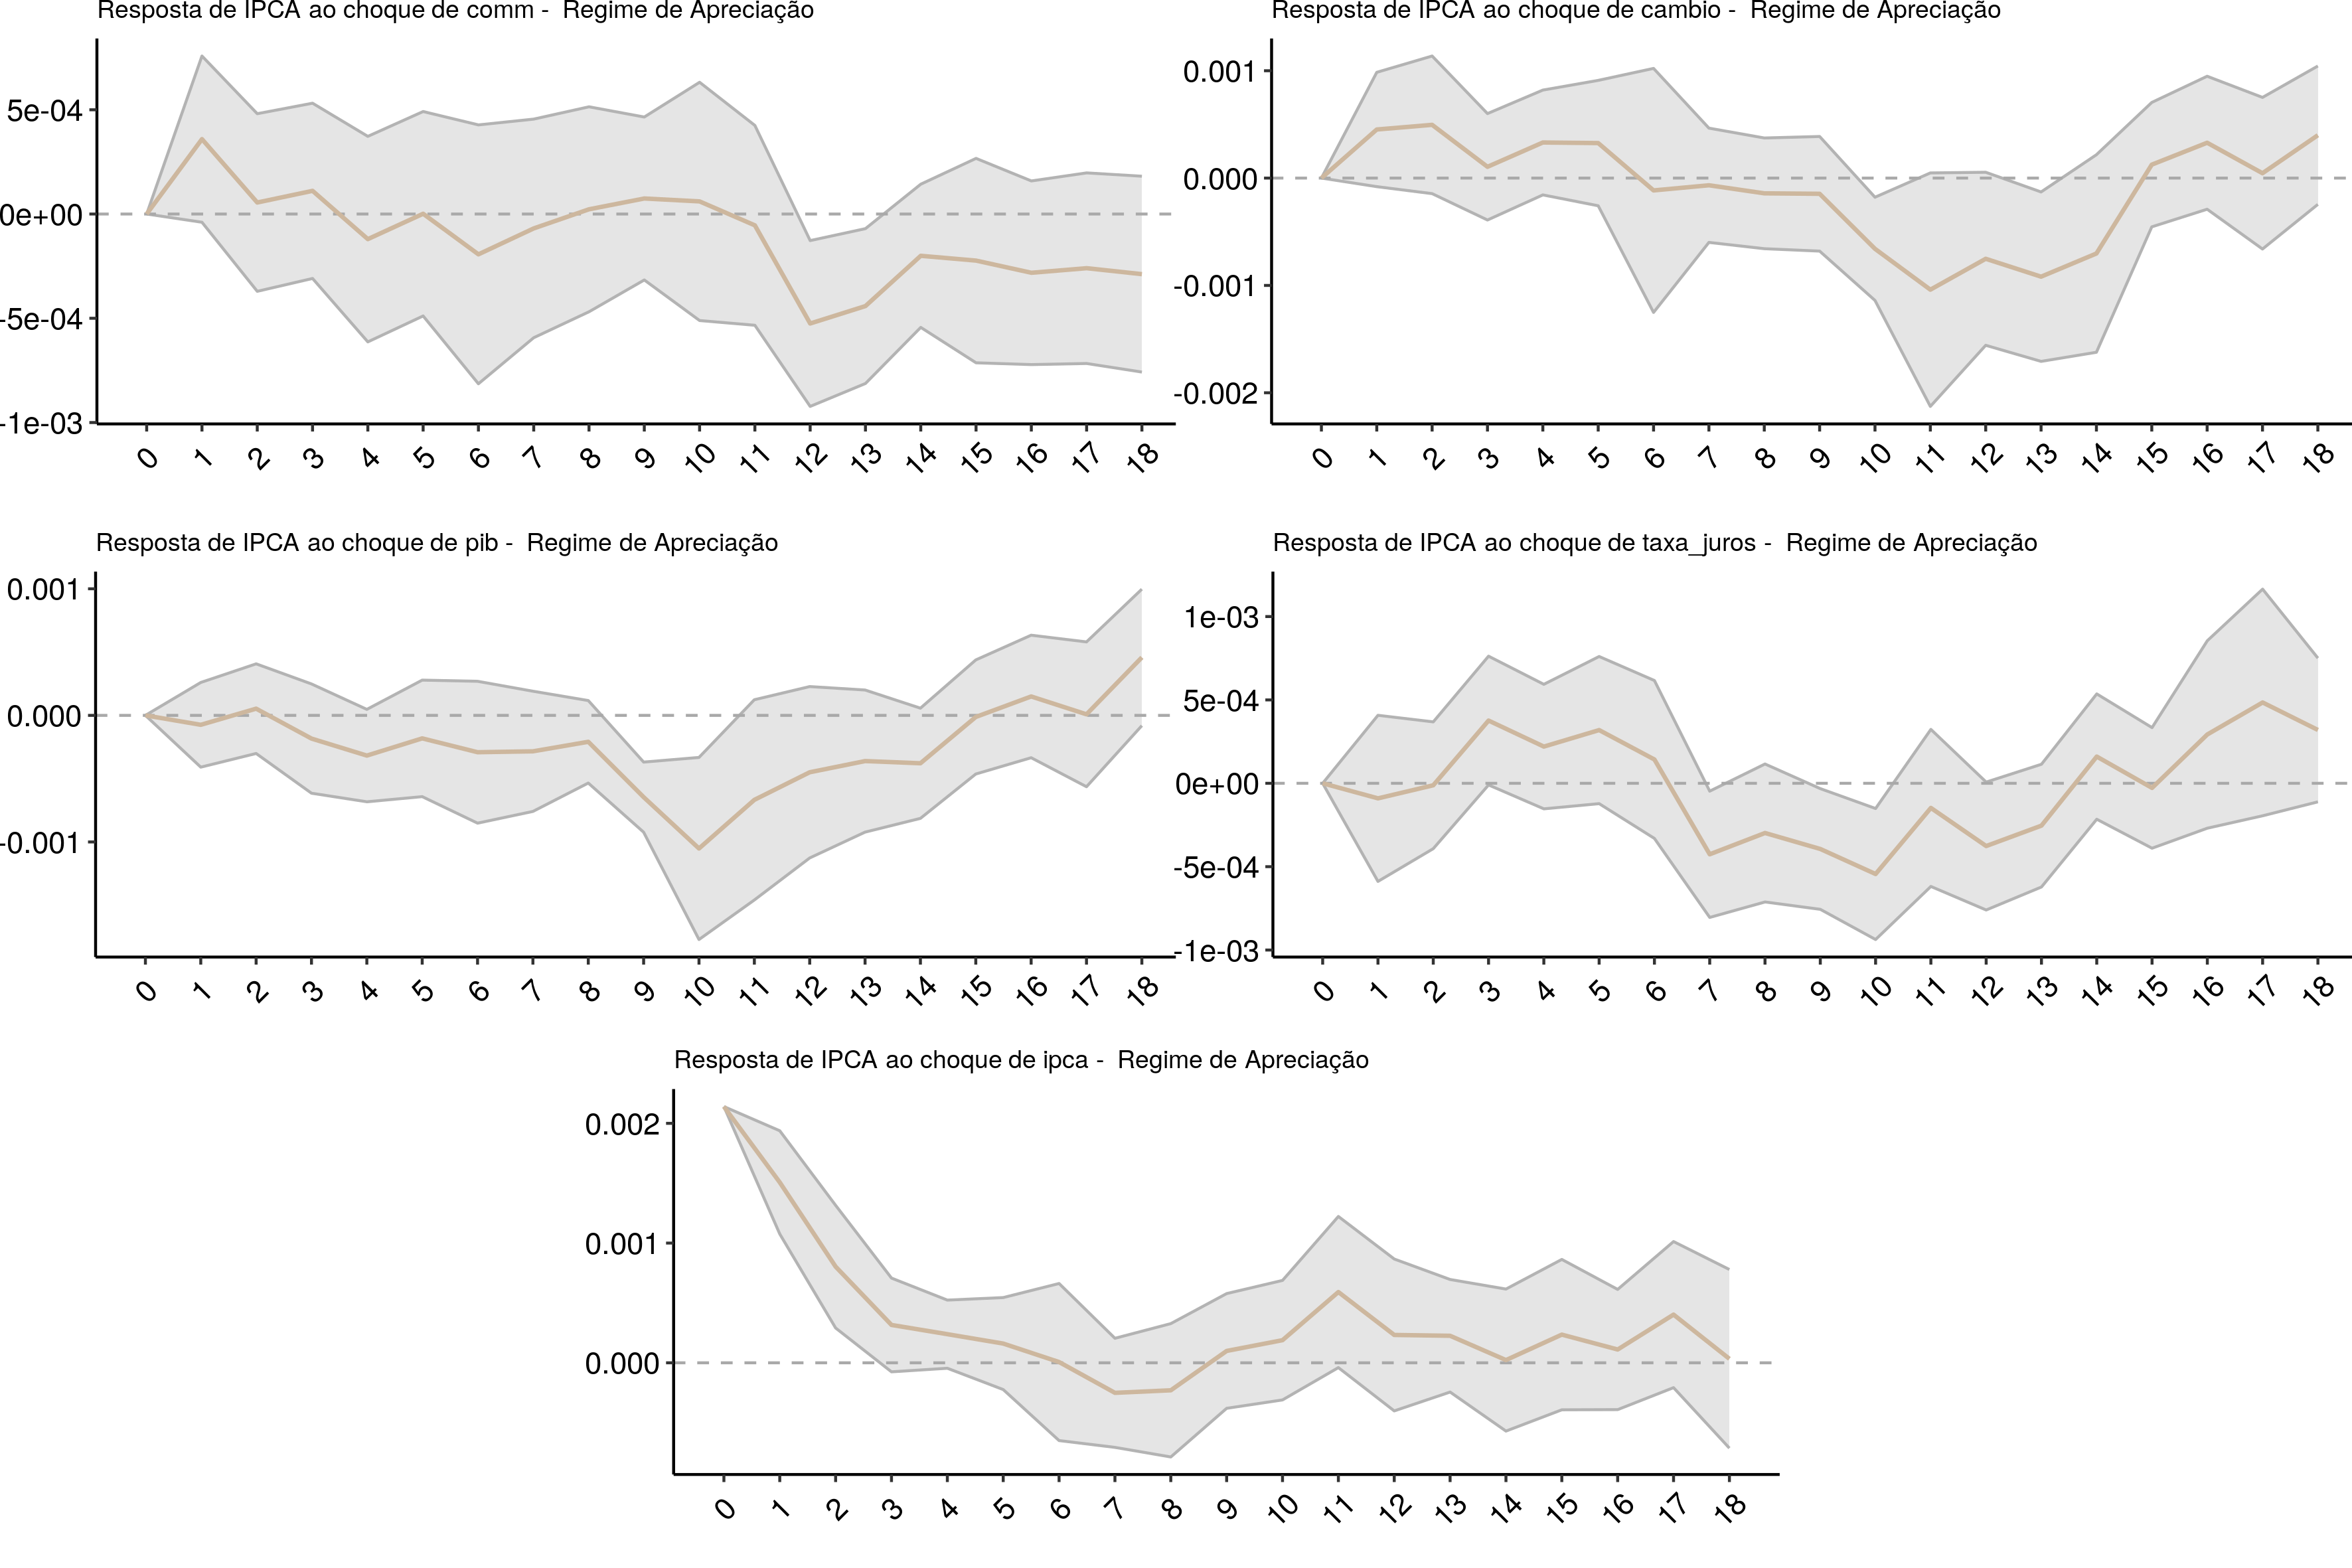 Resposta de IPCA ao choque de comm -  Regime de Apreciação
5e-04
0e+00
-5e-04
-1e-03
0 1 2 3 4 5 6 7 8 9 10 11 12 13 14 15 16 17 18
Resposta de IPCA ao choque de cambio -  Regime de Apreciação
0.001
0.000
-0.001
-0.002
0 1 2 3 4 5 6 7 8 9 10 11 12 13 14 15 16 17 18
Resposta de IPCA ao choque de pib -  Regime de Apreciação
0.001
0.000
-0.001
0 1 2 3 4 5 6 7 8 9 10 11 12 13 14 15 16 17 18
Resposta de IPCA ao choque de taxa_juros -  Regime de Apreciação
1e-03
5e-04
0e+00
-5e-04
-1e-03
0 1 2 3 4 5 6 7 8 9 10 11 12 13 14 15 16 17 18
Resposta de IPCA ao choque de ipca -  Regime de Apreciação
0.002
0.001
0.000
0 1 2 3 4 5 6 7 8 9 10 11 12 13 14 15 16 17 18